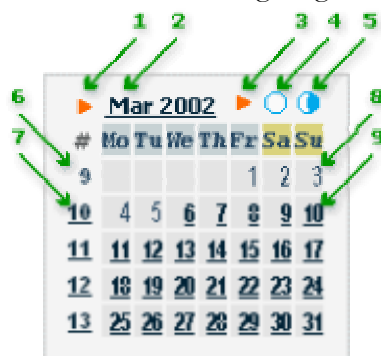 1 2 3 4 5
Mar 2002
6 # Mo Tu We Th Fr Sa Su 8
7 9 1 2 3 9
10 4 5 6 7 8 9 10
11 11 12 13 14 15 16 17
12 18 19 20 21 22 23 24
13 25 26 27 28 29 30 31